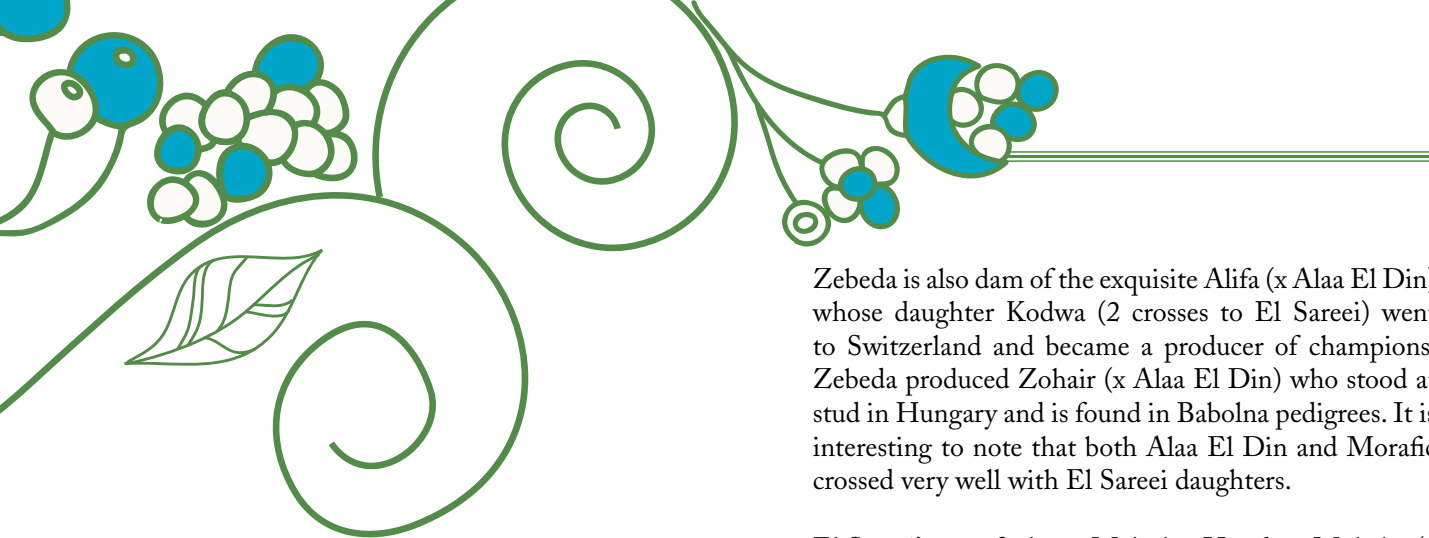 Zebeda is also dam of the exquisite Alifa (x Alaa El Din)
whose daughter Kodwa (2 crosses to El Sareei) went
to Switzerland and became a producer of champions
Zebeda produced Zohair (x Alaa El Din) who stood at
stud in Hungary and is found in Babolna pedigrees. It is
interesting to note that both Alaa El Din and Morafic
crossed very well with El Sareei daughters.